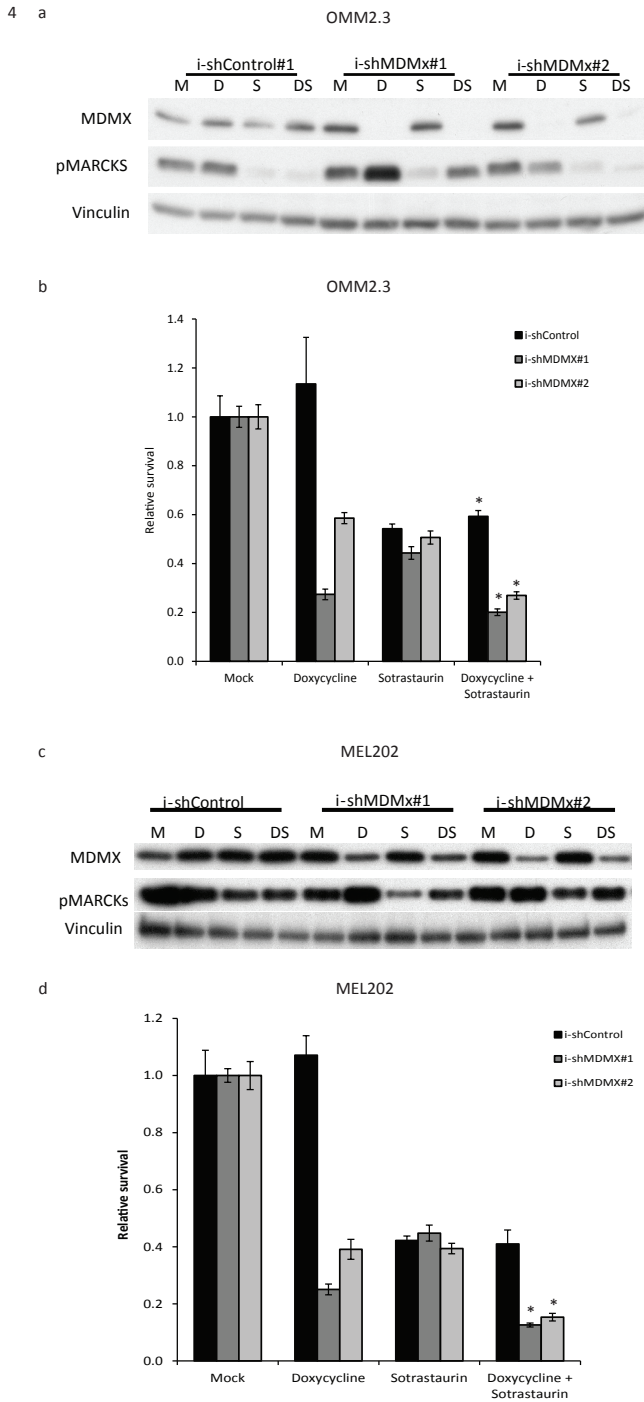 4 a OMM2.3
i-shControl#1 i-shMDMx#1 i-shMDMx#2
M D S DS M D S DS M D S DS
MDMX
pMARCKS
Vinculin
b OMM2.3
1.4
1.2
1.0
0.8
0.6
0.4
0.2
0.0
Relative survival
i-shControl
i-shMDMX#1
i-shMDMX#2
*
* *
Mock Doxycycline Sotrastaurin Doxycycline +
Sotrastaurin
c MEL202
i-shControl i-shMDMx#1 i-shMDMx#2
M D S DS M D S DS M D S DS
MDMX
pMARCKs
Vinculin
d MEL202
1.2
1.0
0.8
0.6
0.4
0.2
0.0
Relative survival
i-shControl
i-shMDMX#1
i-shMDMX#2
* *
Mock Doxycycline Sotrastaurin Doxycycline +
Sotrastaurin